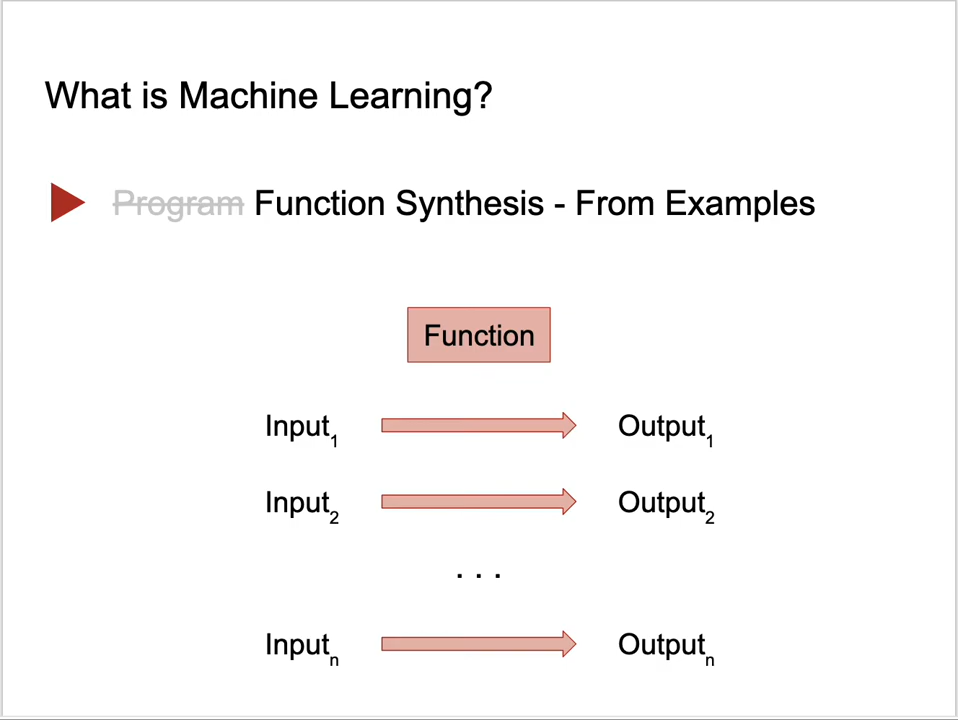 What is Machine Learning?
Program Function Synthesis - From Examples
Function
Input1 Output1
Input2 Output2
. . .
Inputn Outputn